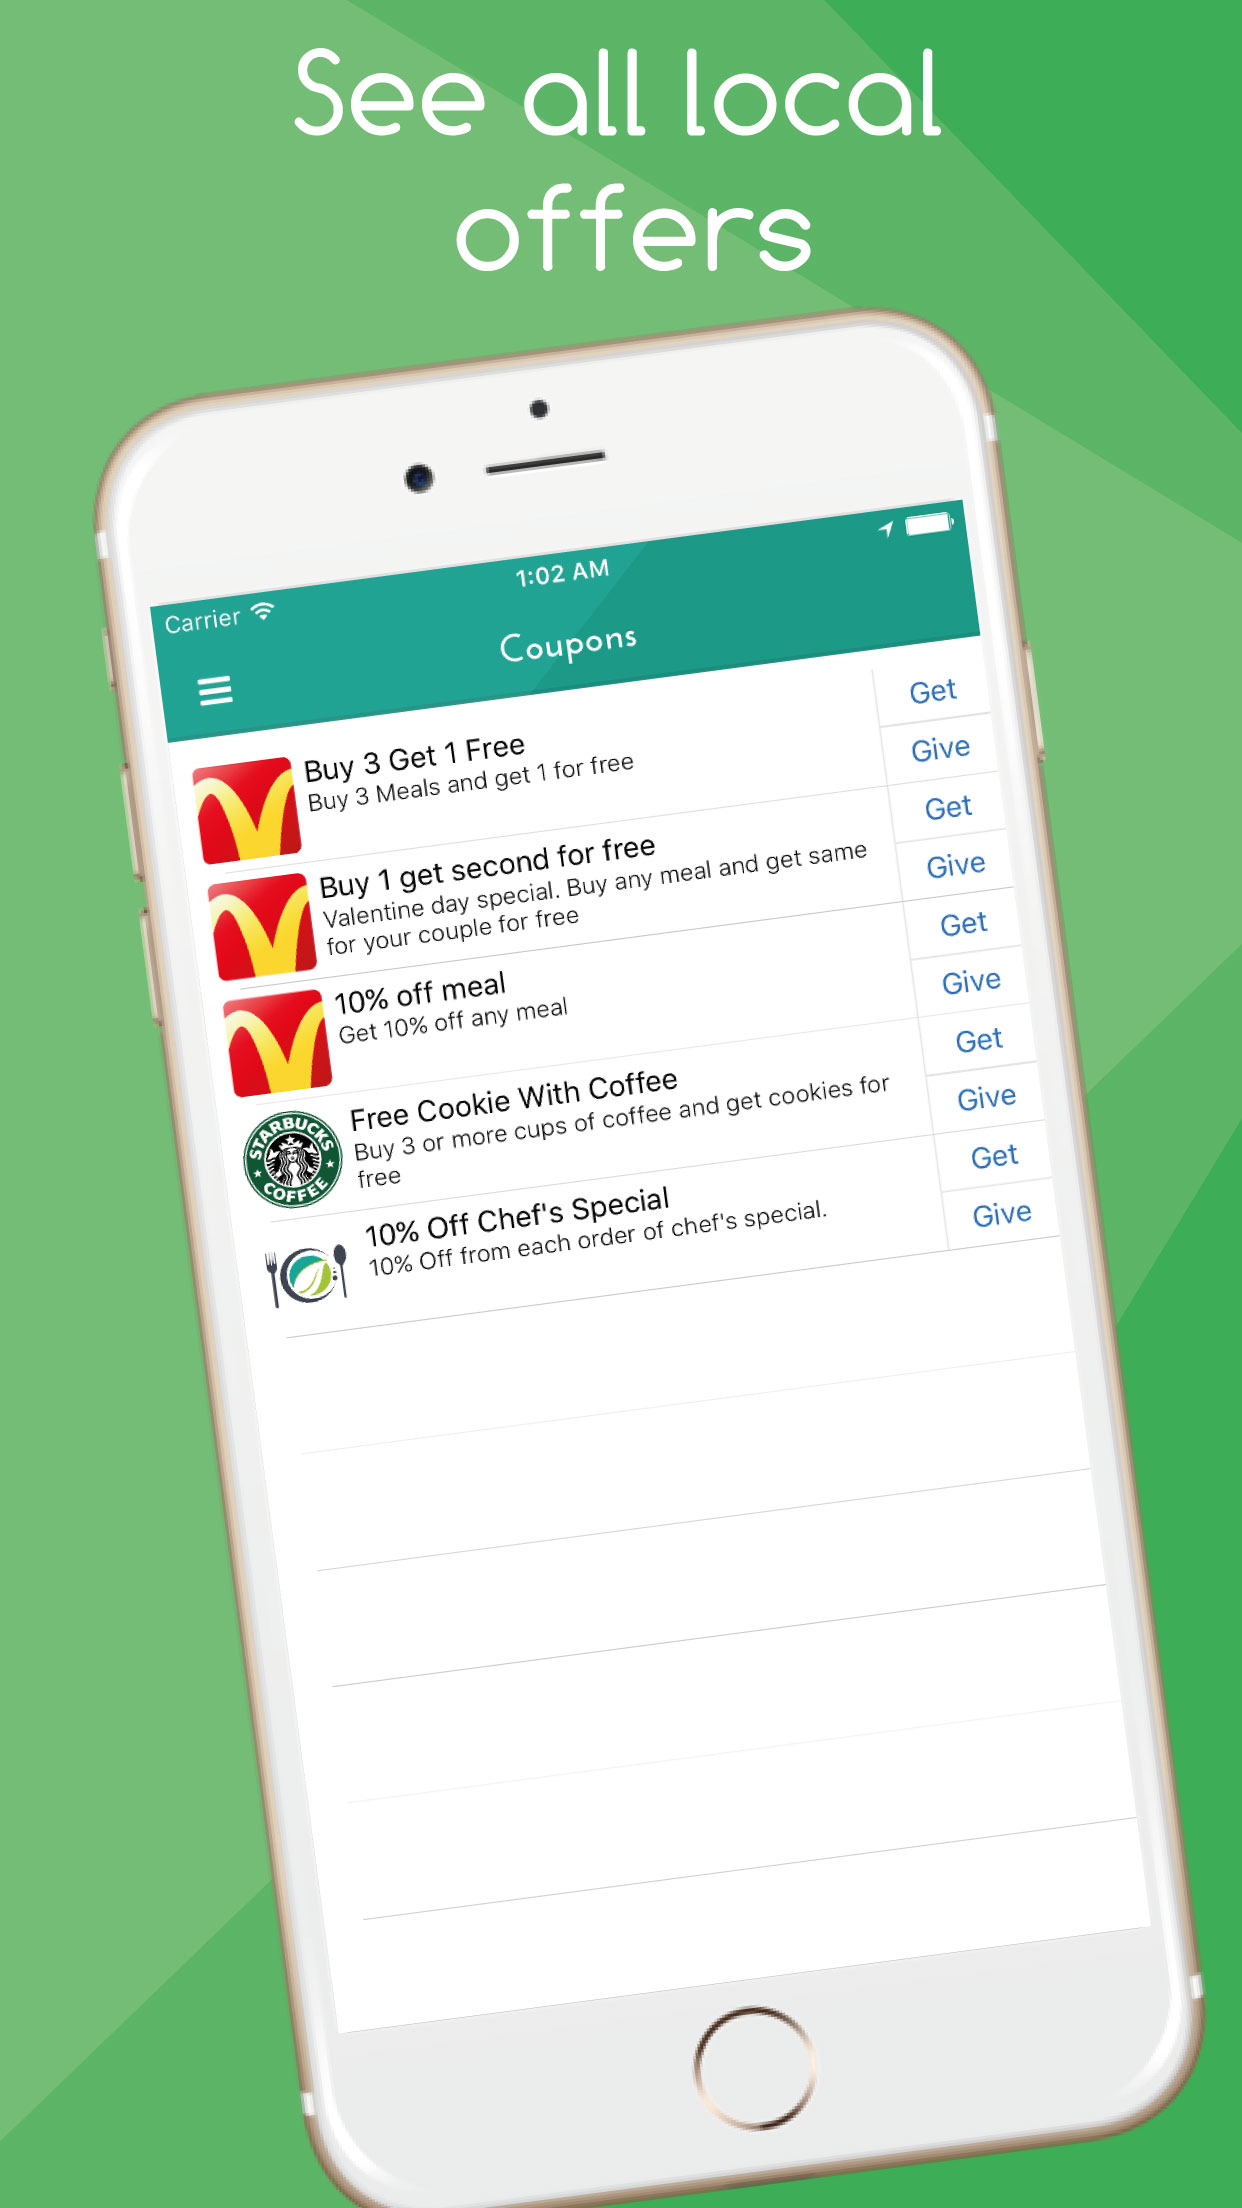 See all local
offers
1:02 AM
Carrier
Coupons
Buy 3 Get 1 Free
Buy 3 Meals and get 1 for free
Get
Give
Buy 1 get second for free
Valentine day special. Buy any meal and get same
for your couple for free
Get
Give
10% off meal
Get 10% off any meal
Get
Give
STARBUCKS
COFFEE
Free Cookie With Coffee
Buy 3 or more cups of coffee and get cookies for
free
Get
Give
10% Off Chef's Special
10% Off from each order of chef's special.
Get
Give